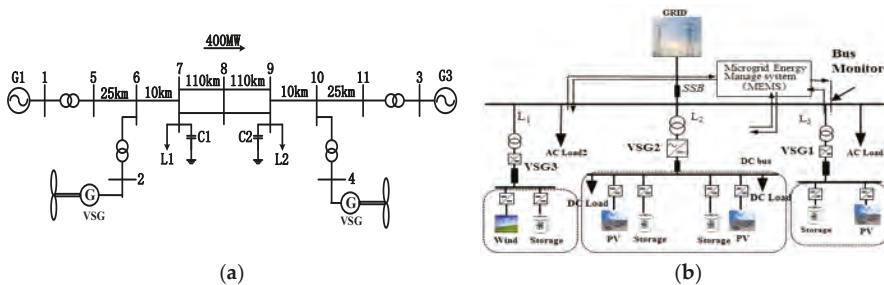 400MW
G1 1 5 6 7 8 9 10 11 3 G3
25km 10km 110km 110km 10km 25km
L1 C1 C2 L2
2 4
G G
VSG VSG
(a)
GRID
Bus
Monitor
Microgrid Energy
Manage system
(MEMS)
SSB
L1 L2 L3
AC Load2 VSG2 VSG1 AC Load
VSG3
DC bus
DC Load DC Load
Wind Storage PV Storage Storage PV Storage PV
(b)